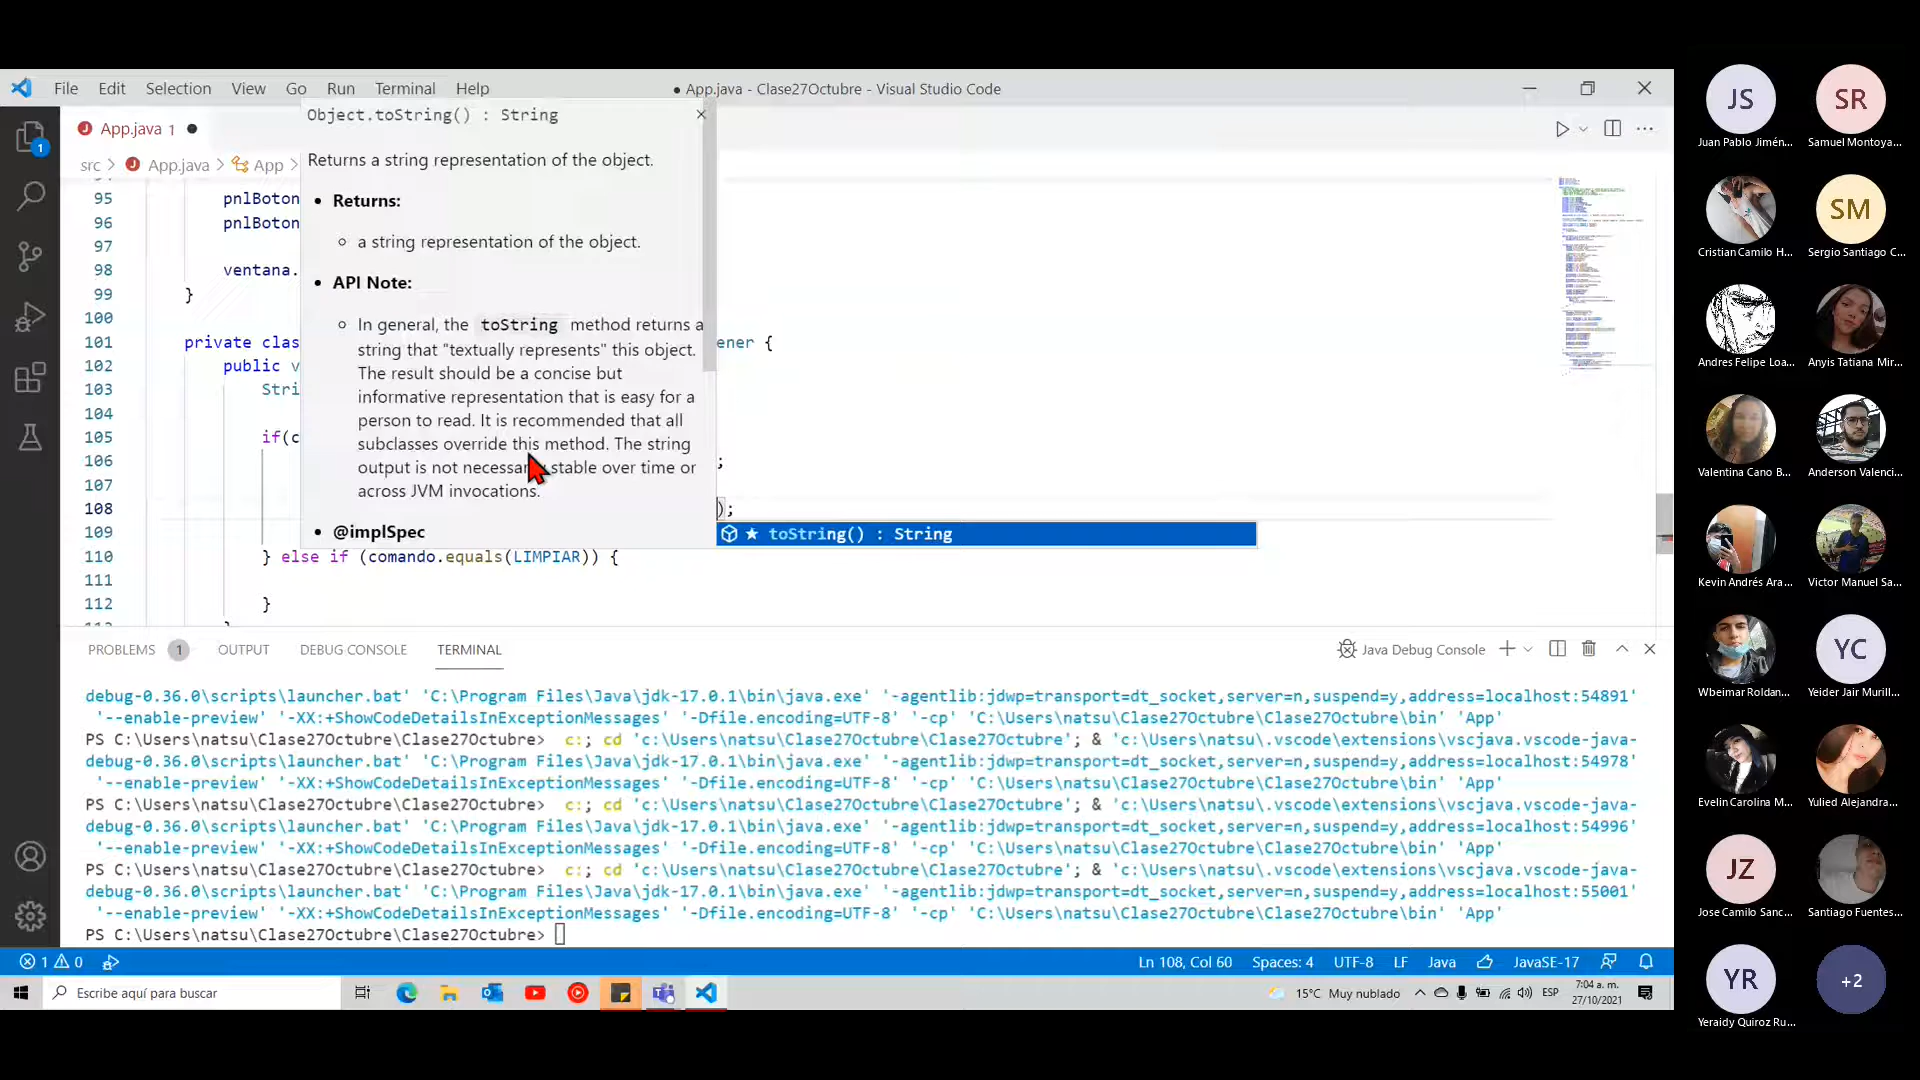 File Edit Selection View Go Run Terminal Help
● App.java - Clase27Octubre - Visual Studio Code
App.java 1 ●
src > App.java > App >
Object.toString() : String
Returns a string representation of the object.
• Returns:
○ a string representation of the object.
• API Note:
○ In general, the toString method returns a
string that "textually represents" this object.
The result should be a concise but
informative representation that is easy for a
person to read. It is recommended that all
subclasses override this method. The string
output is not stable over time or
across JVM invocations.
• @implSpec
95 pnlBoton
96 pnlBoton
97
98 ventana.
99 }
100
101 private clas ener {
102 public v
103 Stri
104
105 if(c
106 ;
107
108 );
toString() : String
109
110 } else if (comando.equals(LIMPIAR)) {
111
112 }
PROBLEMS 1 OUTPUT DEBUG CONSOLE TERMINAL
Java Debug Console
debug-0.36.0\scripts\launcher.bat' 'C:\Program Files\Java\jdk-17.0.1\bin\java.exe' '-agentlib:jdwp=transport=dt_socket,server=n,suspend=y,address=localhost:54891'
'--enable-preview' '-XX:+ShowCodeDetailsInExceptionMessages' '-Dfile.encoding=UTF-8' '-cp' 'C:\Users\natsu\Clase27Octubre\Clase27Octubre\bin' 'App'
PS C:\Users\natsu\Clase27Octubre\Clase27Octubre> c:; cd 'c:\Users\natsu\Clase27Octubre\Clase27Octubre'; & 'c:\Users\natsu\.vscode\extensions\vscjava.vscode-java-
debug-0.36.0\scripts\launcher.bat' 'C:\Program Files\Java\jdk-17.0.1\bin\java.exe' '-agentlib:jdwp=transport=dt_socket,server=n,suspend=y,address=localhost:54978'
'--enable-preview' '-XX:+ShowCodeDetailsInExceptionMessages' '-Dfile.encoding=UTF-8' '-cp' 'C:\Users\natsu\Clase27Octubre\Clase27Octubre\bin' 'App'
PS C:\Users\natsu\Clase27Octubre\Clase27Octubre> c:; cd 'c:\Users\natsu\Clase27Octubre\Clase27Octubre'; & 'c:\Users\natsu\.vscode\extensions\vscjava.vscode-java-
debug-0.36.0\scripts\launcher.bat' 'C:\Program Files\Java\jdk-17.0.1\bin\java.exe' '-agentlib:jdwp=transport=dt_socket,server=n,suspend=y,address=localhost:54996'
'--enable-preview' '-XX:+ShowCodeDetailsInExceptionMessages' '-Dfile.encoding=UTF-8' '-cp' 'C:\Users\natsu\Clase27Octubre\Clase27Octubre\bin' 'App'
PS C:\Users\natsu\Clase27Octubre\Clase27Octubre> c:; cd 'c:\Users\natsu\Clase27Octubre\Clase27Octubre'; & 'c:\Users\natsu\.vscode\extensions\vscjava.vscode-java-
debug-0.36.0\scripts\launcher.bat' 'C:\Program Files\Java\jdk-17.0.1\bin\java.exe' '-agentlib:jdwp=transport=dt_socket,server=n,suspend=y,address=localhost:55001'
'--enable-preview' '-XX:+ShowCodeDetailsInExceptionMessages' '-Dfile.encoding=UTF-8' '-cp' 'C:\Users\natsu\Clase27Octubre\Clase27Octubre\bin' 'App'
PS C:\Users\natsu\Clase27Octubre\Clase27Octubre>
1 0 Ln 108, Col 60 Spaces: 4 UTF-8 LF Java JavaSE-17
Escribe aquí para buscar 15°C Muy nublado ESP 7:04 a. m.
27/10/2021
JS SR
Juan Pablo Jimén... Samuel Montoya...
SM
Cristian Camilo H... Sergio Santiago C...
Andres Felipe Loa... Anyis Tatiana Mir...
Valentina Cano B... Anderson Valenci...
Kevin Andrés Ara... Victor Manuel Sa...
YC
Wbeimar Roldan... Yeider Jair Murill...
Evelin Carolina M... Yulied Alejandra...
JZ
Jose Camilo Sanc... Santiago Fuentes...
YR +2
Yeraidy Quiroz Ru...